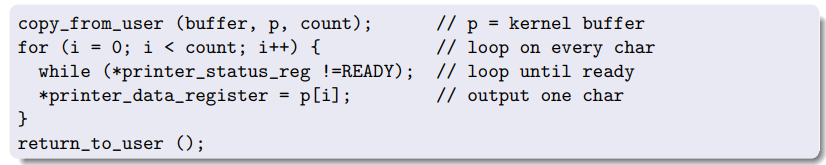 copy_from_user (buffer, p, count); // p = kernel buffer
for (i = 0; i < count; i++) { // loop on every char
while (*printer_status_reg !=READY); // loop until ready
*printer_data_register = p[i]; // output one char
}
return_to_user ();